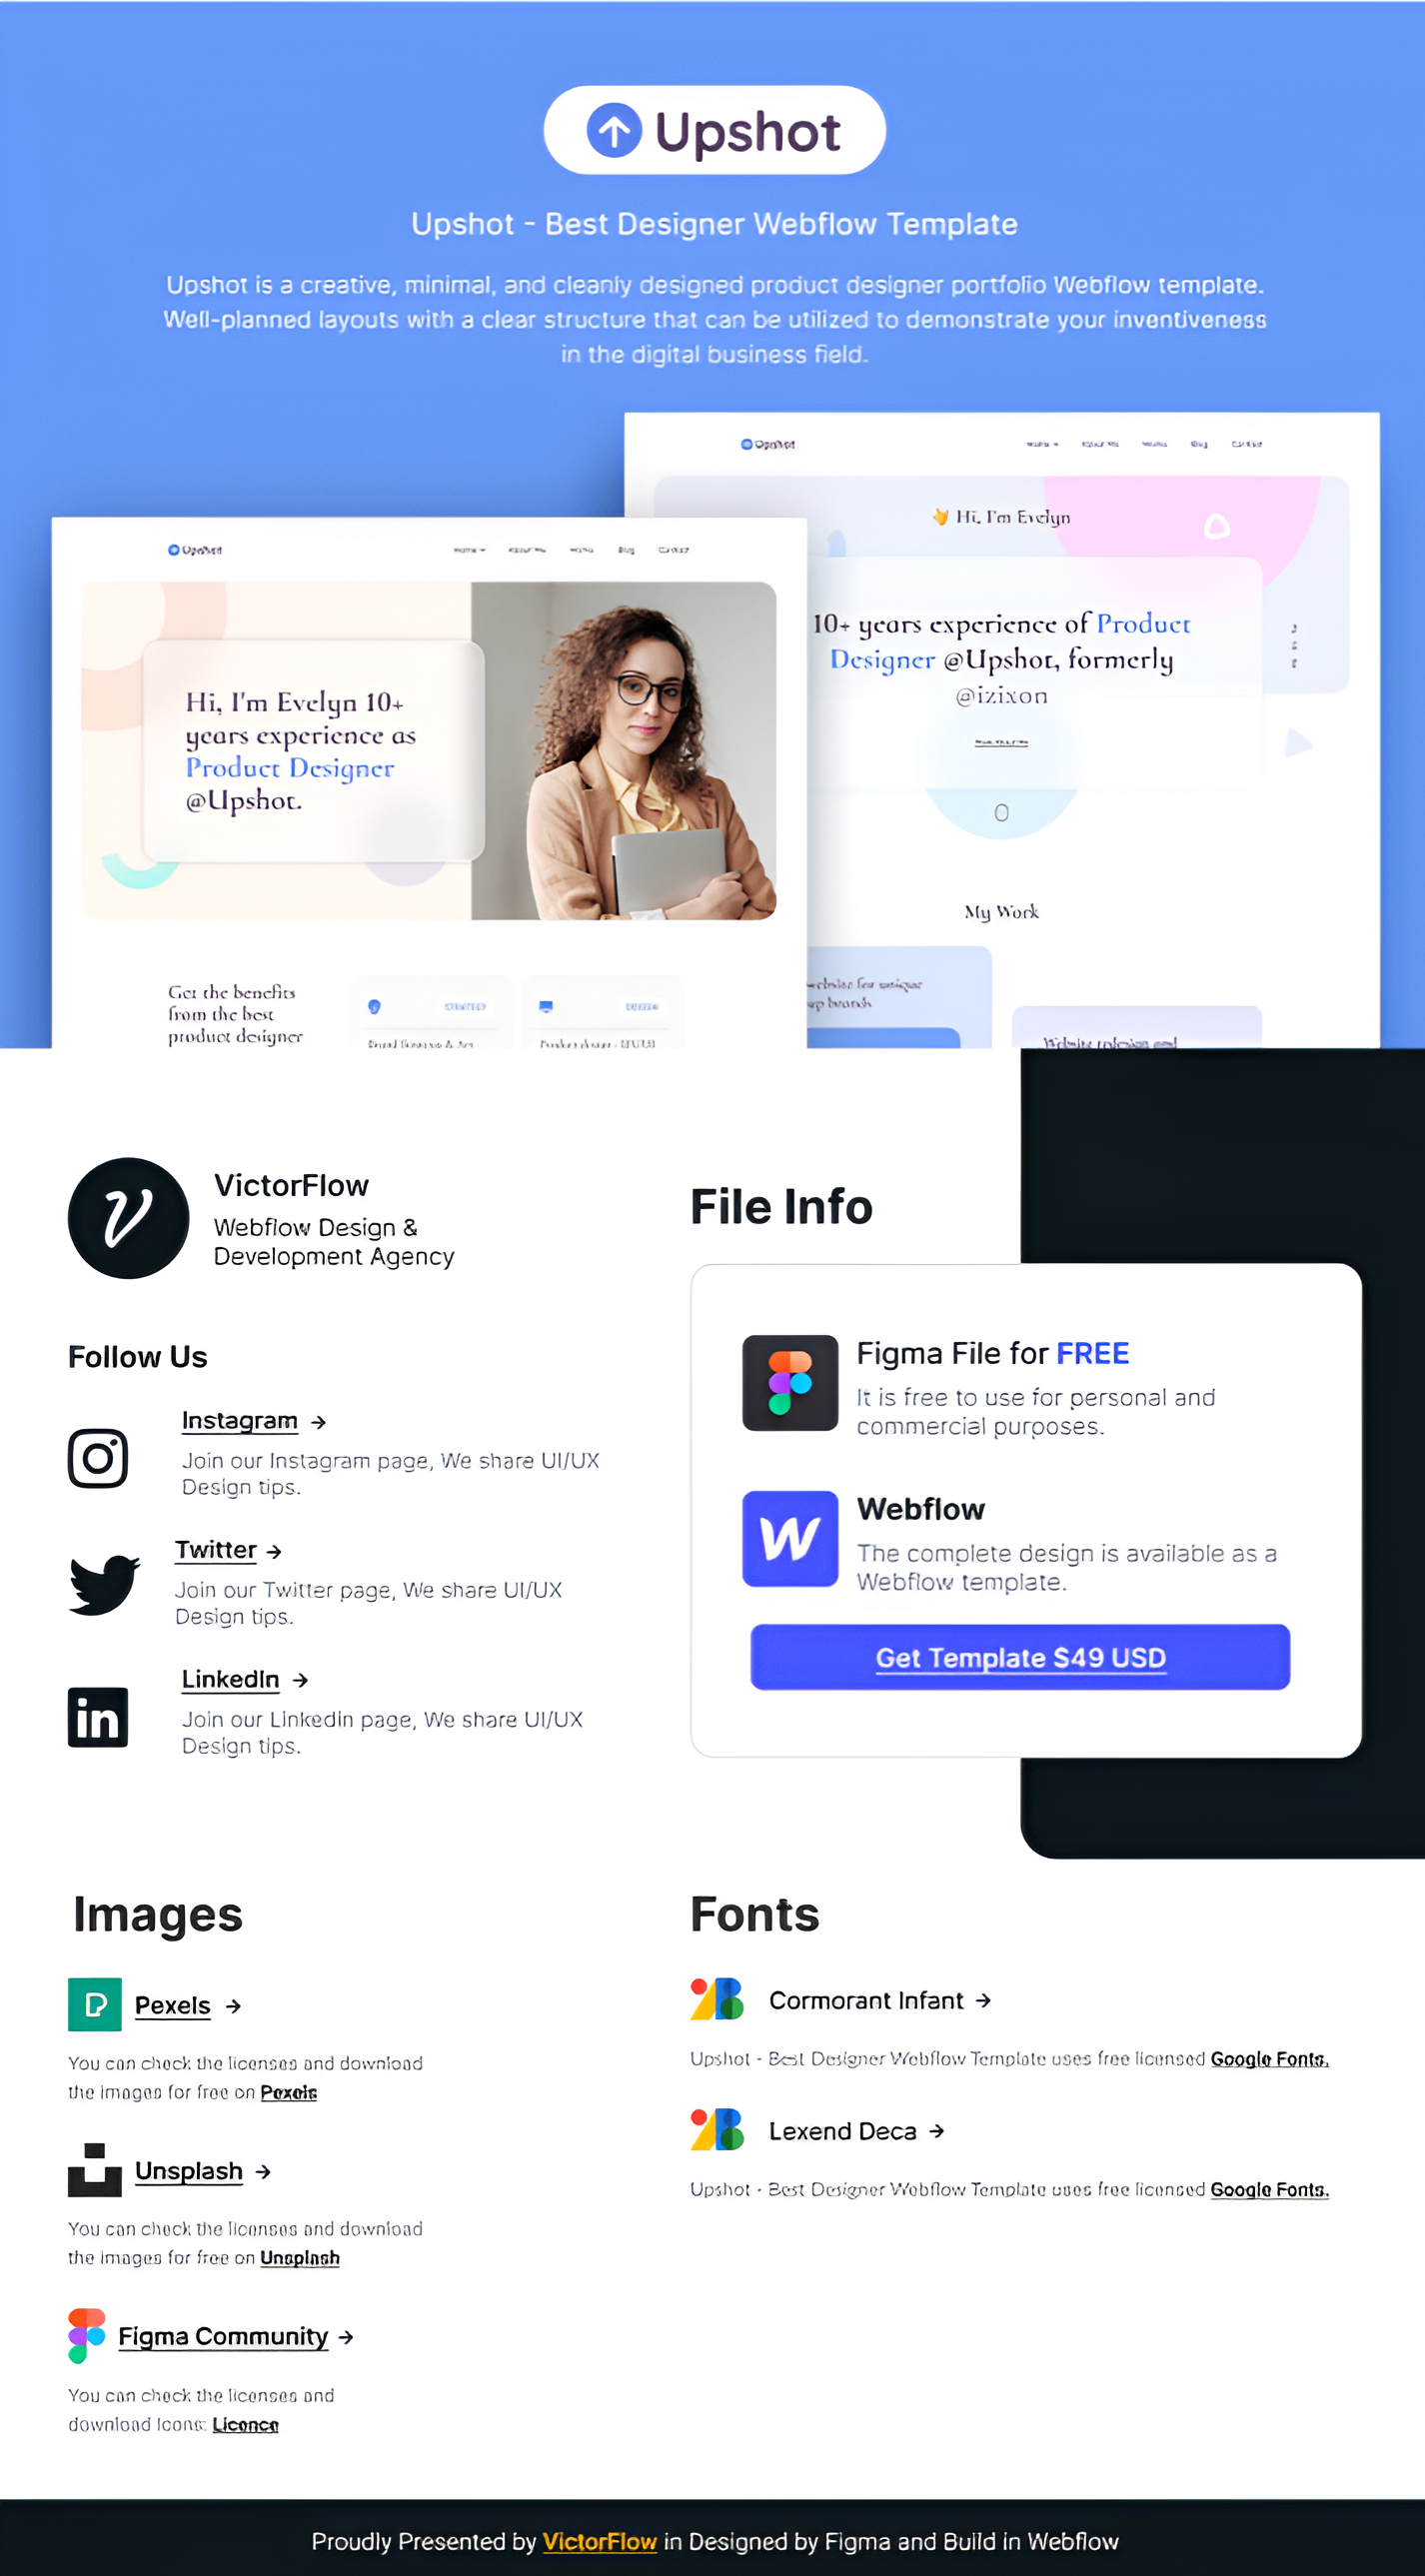 Upshot
Upshot - Best Designer Webflow Template
Upshot is a creative, minimal, and cleanly designed product designer portfolio Webflow template.
Well-planned layouts with a clear structure that can be utilized to demonstrate your inventiveness
in the digital business field.
Upshot
Blog
Contact
Hi, I'm Evelyn
10+ years experience of Product
Designer @Upshot, formerly
@izixon
My Work
Upshot
Blog
Contact
Hi, I'm Evelyn 10+
years experience as
Product Designer
@Upshot.
Get the benefits
from the best
product designer
VictorFlow
Webflow Design &
Development Agency
Follow Us
Instagram →
Join our Instagram page, We share UI/UX
Design tips.
Twitter →
Join our Twitter page, We share UI/UX
Design tips.
LinkedIn →
Join our Linkedin page, We share UI/UX
Design tips.
File Info
Figma File for FREE
It is free to use for personal and
commercial purposes.
Webflow
The complete design is available as a
Webflow template.
Get Template $49 USD
Images
Pexels →
You can check the licenses and download
the images for free on Pexels
Unsplash →
You can check the licenses and download
the images for free on Unsplash
Figma Community →
You can check the licenses and
download icons: Licence
Fonts
Cormorant Infant →
Upshot - Best Designer Webflow Template uses free licensed Google Fonts.
Lexend Deca →
Upshot - Best Designer Webflow Template uses free licensed Google Fonts.
Proudly Presented by VictorFlow in Designed by Figma and Build in Webflow